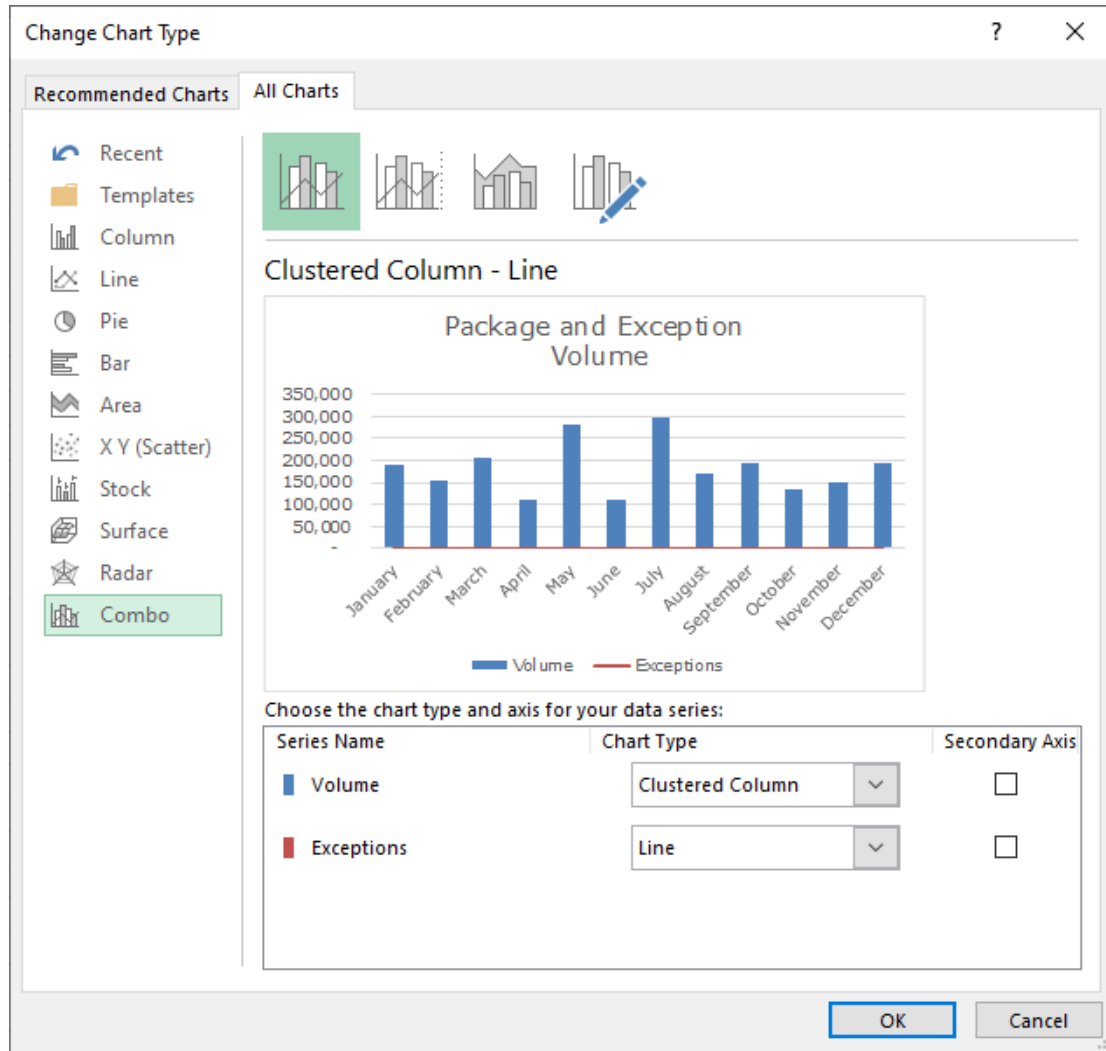 Change Chart Type
?
Recommended Charts
All Charts
Recent
Templates
Column
Line
Pie
Bar
Area
X Y (Scatter)
Stock
Surface
Radar
Combo
Clustered Column - Line
Package and Exception
Volume
350,000
300,000
250,000
200,000
150,000
100,000
50,000
-
January
February
March
April
May
June
July
August
September
October
November
December
Volume
Exceptions
Choose the chart type and axis for your data series:
Series Name Chart Type Secondary Axis
Volume Clustered Column
Exceptions Line
OK Cancel